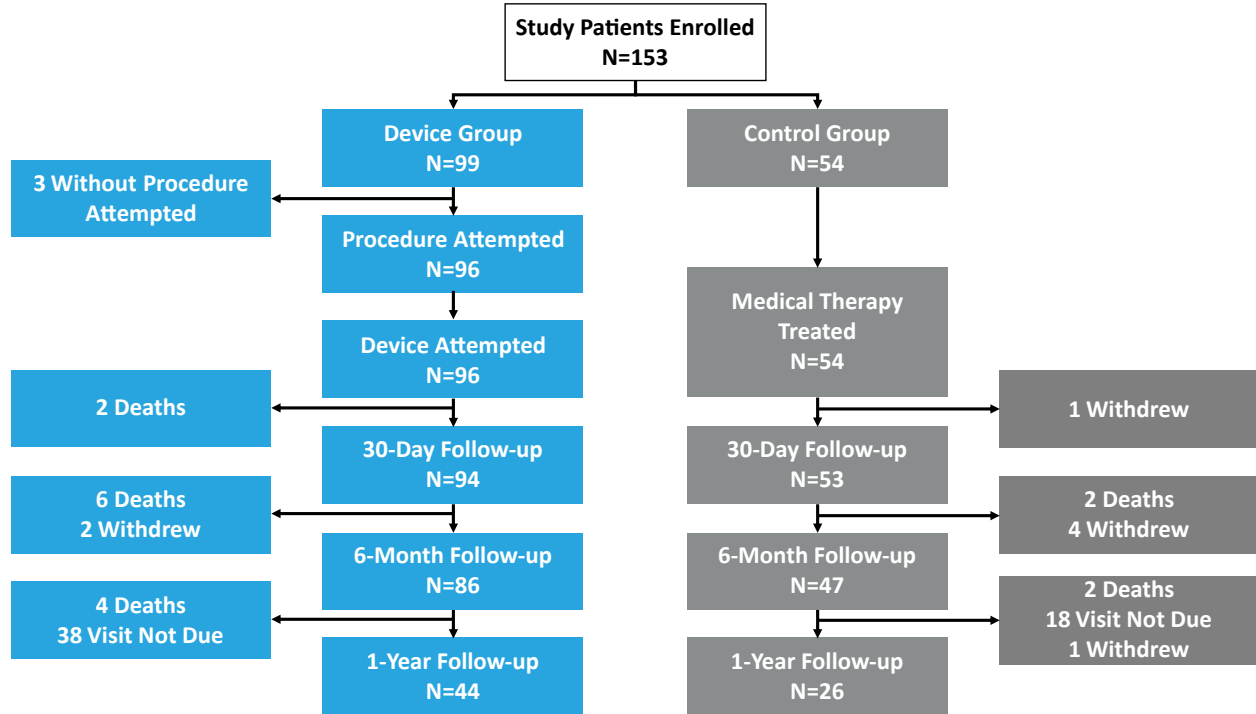 Study Patients Enrolled
N=153
Device Group
N=99
Control Group
N=54
3 Without Procedure
Attempted
Procedure Attempted
N=96
Medical Therapy
Treated
N=54
Device Attempted
N=96
2 Deaths
1 Withdrew
30-Day Follow-up
N=94
30-Day Follow-up
N=53
6 Deaths
2 Withdrew
2 Deaths
4 Withdrew
6-Month Follow-up
N=86
6-Month Follow-up
N=47
4 Deaths
38 Visit Not Due
2 Deaths
18 Visit Not Due
1 Withdrew
1-Year Follow-up
N=44
1-Year Follow-up
N=26